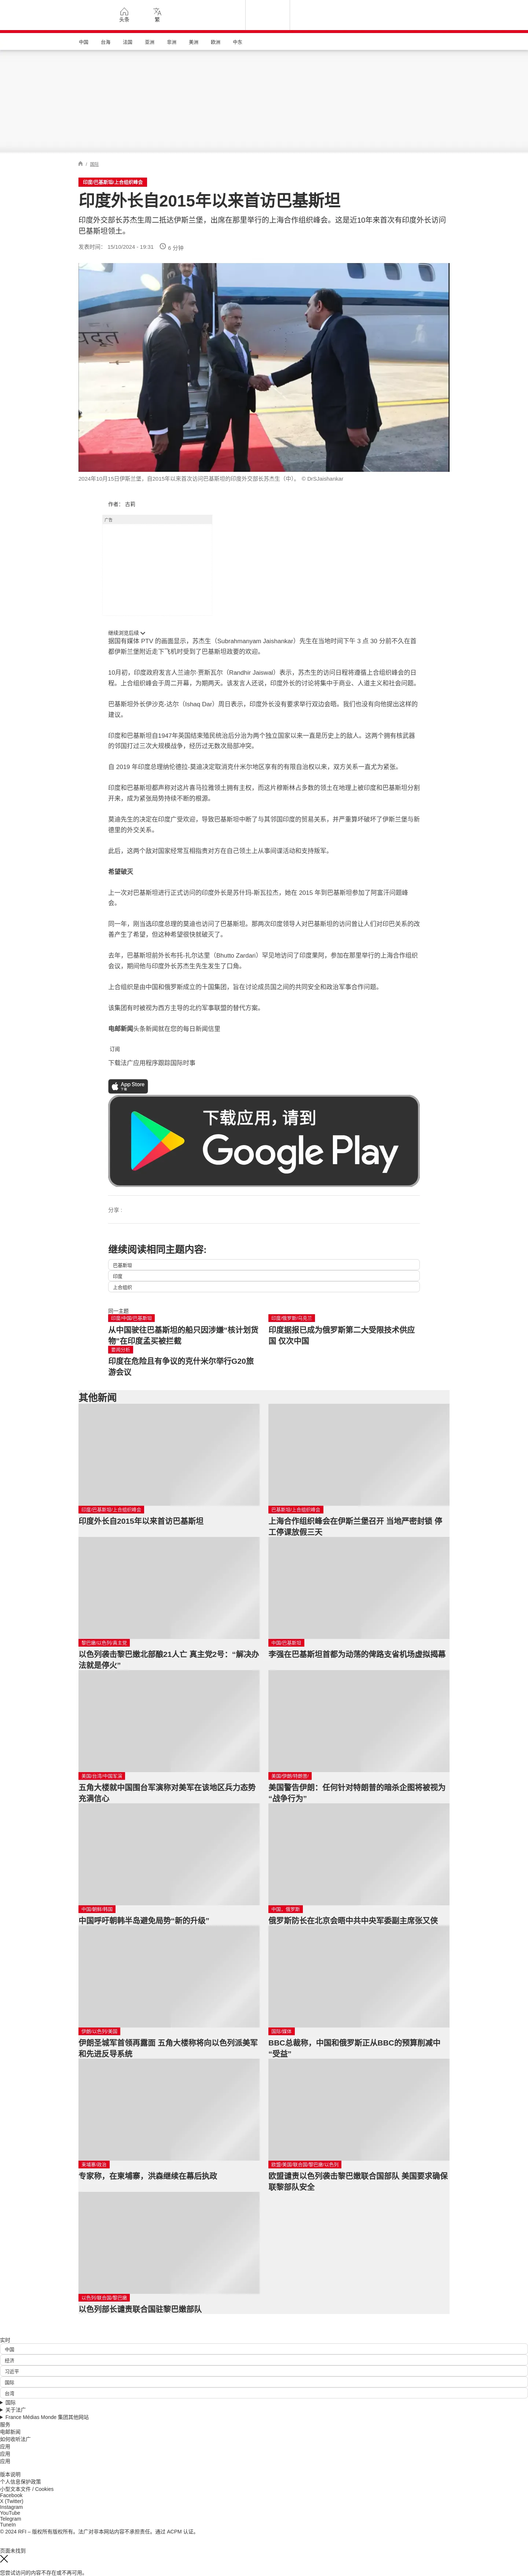 头条
繁
中国
台海
法国
亚洲
非洲
美洲
欧洲
中东
/ 国际
印度/巴基斯坦/上合组织峰会
印度外长自2015年以来首访巴基斯坦
印度外交部长苏杰生周二抵达伊斯兰堡，出席在那里举行的上海合作组织峰会。这是近10年来首次有印度外长访问巴基斯坦领土。
发表时间： 15/10/2024 - 19:31
6 分钟
2024年10月15日伊斯兰堡，自2015年以来首次访问巴基斯坦的印度外交部长苏杰生（中）。 © DrSJaishankar
作者： 古莉
广告
继续浏览后续
据国有媒体 PTV 的画面显示，苏杰生（Subrahmanyam Jaishankar）先生在当地时间下午 3 点 30 分前不久在首都伊斯兰堡附近走下飞机时受到了巴基斯坦政要的欢迎。
10月初，印度政府发言人兰迪尔·贾斯瓦尔（Randhir Jaiswal）表示，苏杰生的访问日程将遵循上合组织峰会的日程。上合组织峰会于周二开幕，为期两天。该发言人还说，印度外长的讨论将集中于商业、人道主义和社会问题。
巴基斯坦外长伊沙克-达尔（Ishaq Dar）周日表示，印度外长没有要求举行双边会晤。我们也没有向他提出这样的建议。
印度和巴基斯坦自1947年英国结束殖民统治后分治为两个独立国家以来一直是历史上的敌人。这两个拥有核武器的邻国打过三次大规模战争，经历过无数次局部冲突。
自 2019 年印度总理纳伦德拉-莫迪决定取消克什米尔地区享有的有限自治权以来，双方关系一直尤为紧张。
印度和巴基斯坦都声称对这片喜马拉雅领土拥有主权，而这片穆斯林占多数的领土在地理上被印度和巴基斯坦分割开来，成为紧张局势持续不断的根源。
莫迪先生的决定在印度广受欢迎，导致巴基斯坦中断了与其邻国印度的贸易关系，并严重算坏破坏了伊斯兰堡与新德里的外交关系。
此后，这两个敌对国家经常互相指责对方在自己领土上从事间谍活动和支持叛军。
希望破灭
上一次对巴基斯坦进行正式访问的印度外长是苏什玛-斯瓦拉杰，她在 2015 年到巴基斯坦参加了阿富汗问题峰会。
同一年，刚当选印度总理的莫迪也访问了巴基斯坦。那两次印度领导人对巴基斯坦的访问曾让人们对印巴关系的改善产生了希望，但这种希望很快就破灭了。
去年，巴基斯坦前外长布托-扎尔达里（Bhutto Zardari）罕见地访问了印度果阿，参加在那里举行的上海合作组织会议，期间他与印度外长苏杰生先生发生了口角。
上合组织是由中国和俄罗斯成立的十国集团，旨在讨论成员国之间的共同安全和政治军事合作问题。
该集团有时被视为西方主导的北约军事联盟的替代方案。
电邮新闻头条新闻就在您的每日新闻信里
订阅
下载法广应用程序跟踪国际时事
App Store
下载
下载应用，请到
Google Play
分享 :
继续阅读相同主题内容:
巴基斯坦
印度
上合组织
同一主题
印度/中国/巴基斯坦
从中国驶往巴基斯坦的船只因涉嫌“核计划货物”在印度孟买被拦截
印度/俄罗斯/马克兰
印度据报已成为俄罗斯第二大受限技术供应国 仅次中国
要闻分析
印度在危险且有争议的克什米尔举行G20旅游会议
其他新闻
印度/巴基斯坦/上合组织峰会
印度外长自2015年以来首访巴基斯坦
巴基斯坦/上合组织峰会
上海合作组织峰会在伊斯兰堡召开 当地严密封锁 停工停课放假三天
黎巴嫩/以色列/真主党
以色列袭击黎巴嫩北部酿21人亡 真主党2号：“解决办法就是停火”
中国/巴基斯坦
李强在巴基斯坦首都为动荡的俾路支省机场虚拟揭幕
美国/台湾/中国军演
五角大楼就中国围台军演称对美军在该地区兵力态势充满信心
美国/伊朗/特朗普/
美国警告伊朗：任何针对特朗普的暗杀企图将被视为“战争行为”
中国/朝鲜/韩国
中国呼吁朝韩半岛避免局势“新的升级”
中国，俄罗斯
俄罗斯防长在北京会晤中共中央军委副主席张又侠
伊朗/以色列/美国
伊朗圣城军首领再露面 五角大楼称将向以色列派美军和先进反导系统
国际/媒体
BBC总裁称，中国和俄罗斯正从BBC的预算削减中“受益”
柬埔寨/政治
专家称，在柬埔寨，洪森继续在幕后执政
欧盟/美国/联合国/黎巴嫩/以色列
欧盟谴责以色列袭击黎巴嫩联合国部队 美国要求确保联黎部队安全
以色列/联合国/黎巴嫩
以色列部长谴责联合国驻黎巴嫩部队
实时
中国
经济
习近平
国际
台湾
国际
关于法广
France Médias Monde 集团其他网站
服务
电邮新闻
如何收听法广
应用
应用
应用
版本说明
个人信息保护政策
小型文本文件 / Cookies
Facebook
X (Twitter)
Instagram
YouTube
Telegram
TuneIn
© 2024 RFI – 版权所有版权所有。法广对非本网站内容不承担责任。通过 ACPM 认证。
页面未找到
您尝试访问的内容不存在或不再可用。